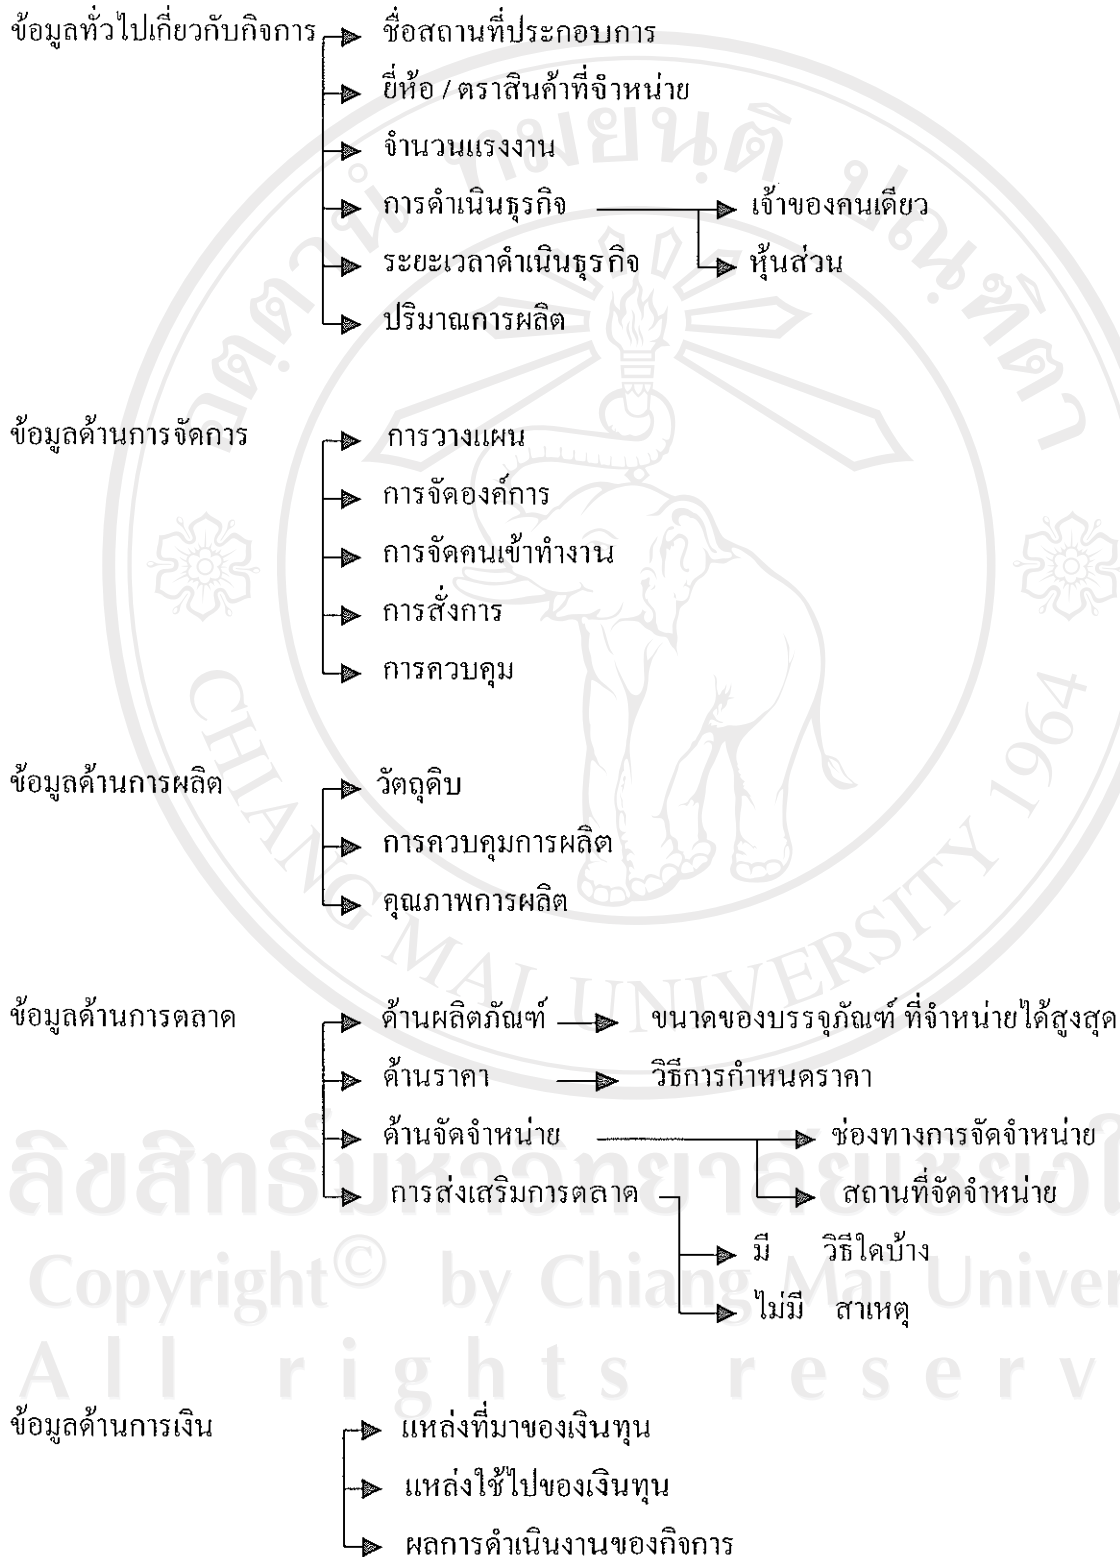 ข้อมูลทั่วไปเกี่ยวกับกิจการ ชื่อสถานที่ประกอบการ
ยี่ห้อ / ตราสินค้าที่จำหน่าย
จำนวนแรงงาน
การดำเนินธุรกิจ เจ้าของคนเดียว
ระยะเวลาดำเนินธุรกิจ หุ้นส่วน
ปริมาณการผลิต
ข้อมูลด้านการจัดการ การวางแผน
การจัดองค์การ
การจัดคนเข้าทำงาน
การสั่งการ
การควบคุม
ข้อมูลด้านการผลิต วัตถุดิบ
การควบคุมการผลิต
คุณภาพการผลิต
ข้อมูลด้านการตลาด ด้านผลิตภัณฑ์ ขนาดของบรรจุภัณฑ์ ที่จำหน่ายได้สูงสุด
ด้านราคา วิธีการกำหนดราคา
ด้านจัดจำหน่าย ช่องทางการจัดจำหน่าย
การส่งเสริมการตลาด สถานที่จัดจำหน่าย
มี วิธีใดบ้าง
ไม่มี สาเหตุ
ข้อมูลด้านการเงิน แหล่งที่มาของเงินทุน
แหล่งใช้ไปของเงินทุน
ผลการดำเนินงานของกิจการ
อตฺตานํ ทมยนฺติ ปณฺฑิตา
CHIANG MAI UNIVERSITY 1964
ลิขสิทธิ์มหาวิทยาลัยเชียงให
Copyright© by Chiang Mai Univer
All rights reserv